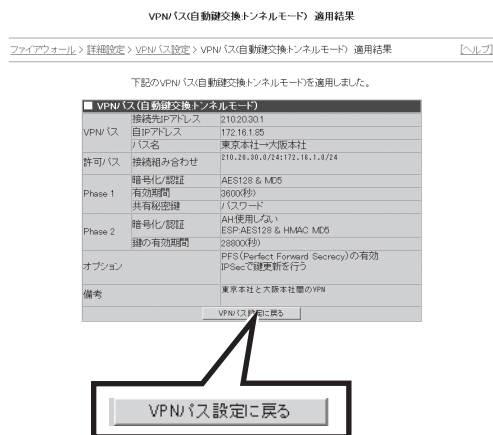 VPNパス(自動鍵交換トンネルモード) 適用結果
ファイアウォール > 詳細設定 > VPNパス設定 > VPNパス(自動鍵交換トンネルモード) 適用結果 [ヘルプ]
下記のVPNパス(自動鍵交換トンネルモード)を適用しました。
■ VPNパス(自動鍵交換トンネルモード)
VPNパス 接続先IPアドレス 210.20.30.1
自IPアドレス 172.16.1.85
パス名 東京本社→大阪本社
許可パス 接続組み合わせ 210.20.30.0/24:172.16.1.0/24
Phase 1 暗号化/認証 AES128 & MD5
有効期間 3600(秒)
共有秘密鍵 パスワード
Phase 2 暗号化/認証 AH:使用しない
ESP:AES128 & HMAC MD5
鍵の有効期間 28800(秒)
オプション PFS(Perfect Forward Secrecy)の有効
IPSecで鍵更新を行う
備考 東京本社と大阪本社間のVPN
VPNパス設定に戻る
VPNパス設定に戻る